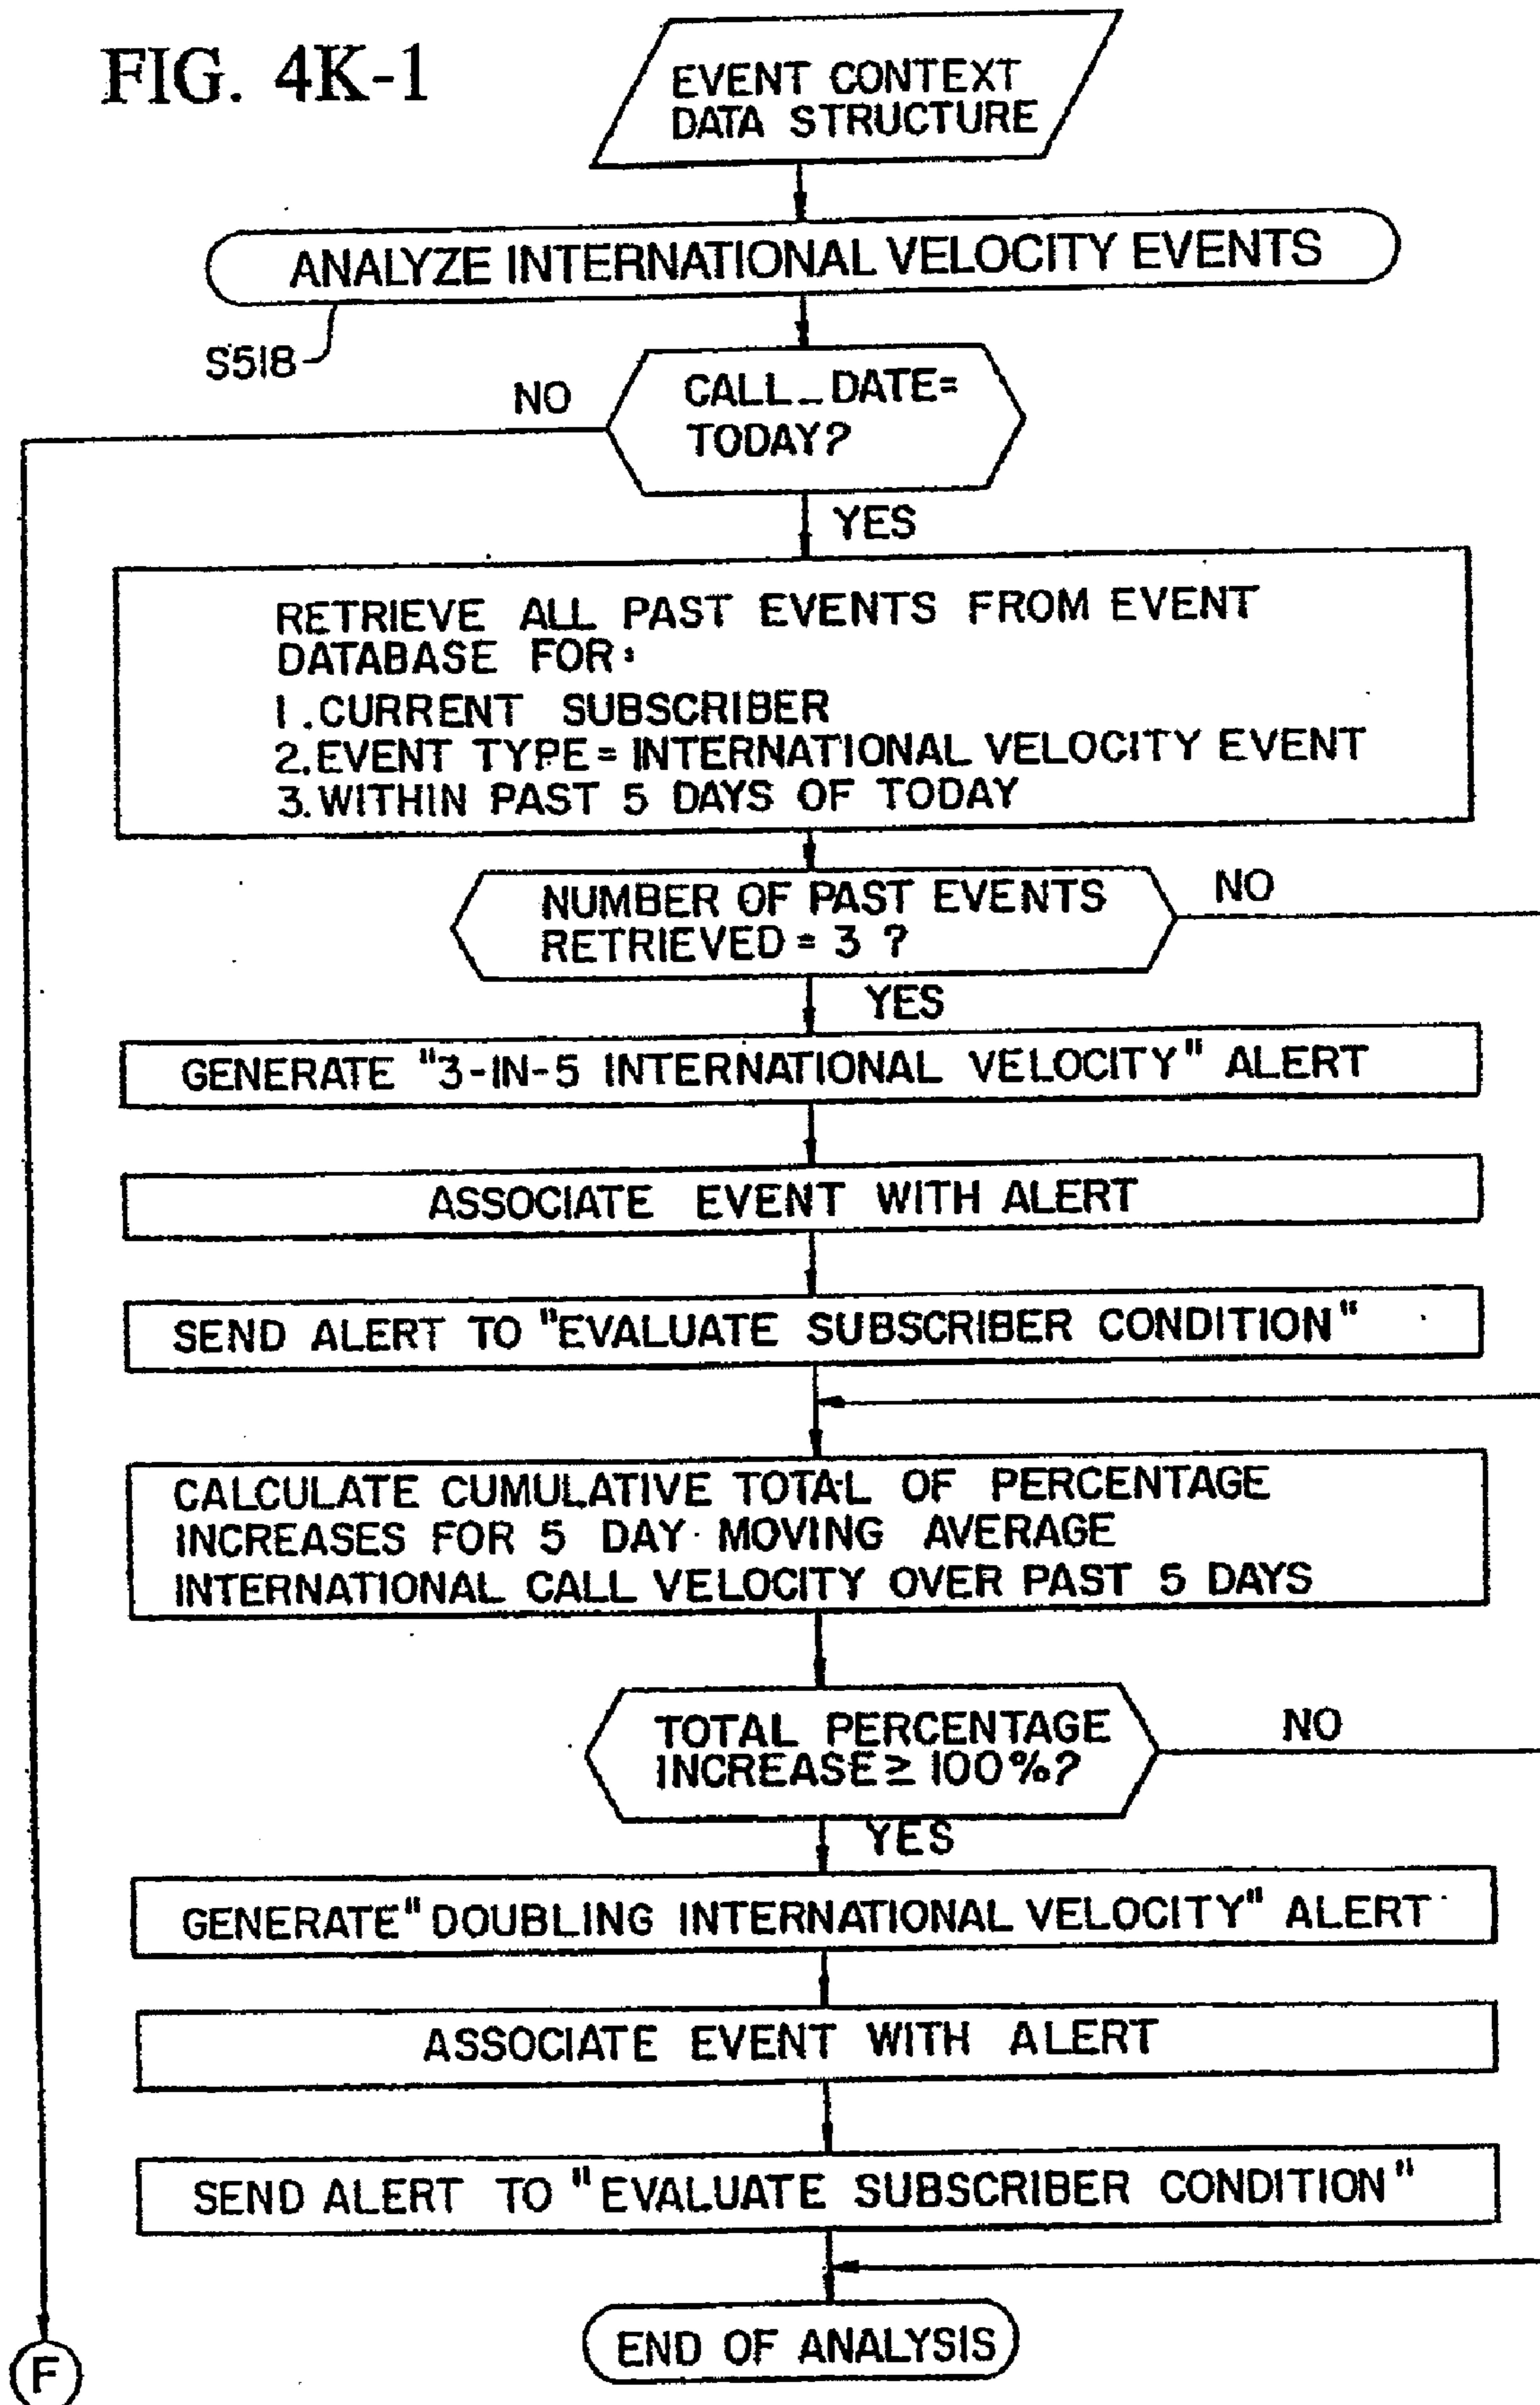 FIG. 4K-1
EVENT CONTEXT
DATA STRUCTURE
ANALYZE INTERNATIONAL VELOCITY EVENTS
S518
NO
CALL_DATE=
TODAY?
YES
RETRIEVE ALL PAST EVENTS FROM EVENT
DATABASE FOR:
1.CURRENT SUBSCRIBER
2.EVENT TYPE=INTERNATIONAL VELOCITY EVENT
3.WITHIN PAST 5 DAYS OF TODAY
NUMBER OF PAST EVENTS
RETRIEVED = 3 ?
NO
YES
GENERATE "3-IN-5 INTERNATIONAL VELOCITY" ALERT
ASSOCIATE EVENT WITH ALERT
SEND ALERT TO "EVALUATE SUBSCRIBER CONDITION"
CALCULATE CUMULATIVE TOTAL OF PERCENTAGE
INCREASES FOR 5 DAY MOVING AVERAGE
INTERNATIONAL CALL VELOCITY OVER PAST 5 DAYS
TOTAL PERCENTAGE
INCREASE ≥ 100%?
NO
YES
GENERATE "DOUBLING INTERNATIONAL VELOCITY" ALERT
ASSOCIATE EVENT WITH ALERT
SEND ALERT TO "EVALUATE SUBSCRIBER CONDITION"
END OF ANALYSIS
F